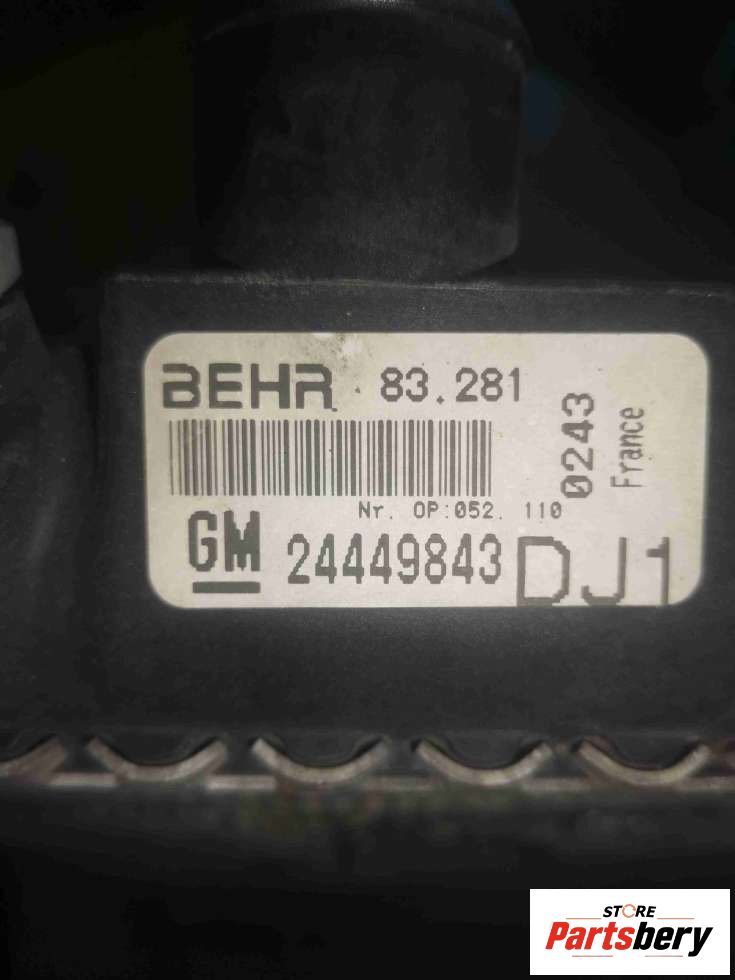 BEHR 83.281
0243
France
Nr. OP:052. 110
GM 24449843 DJ1
STORE
Partsbery